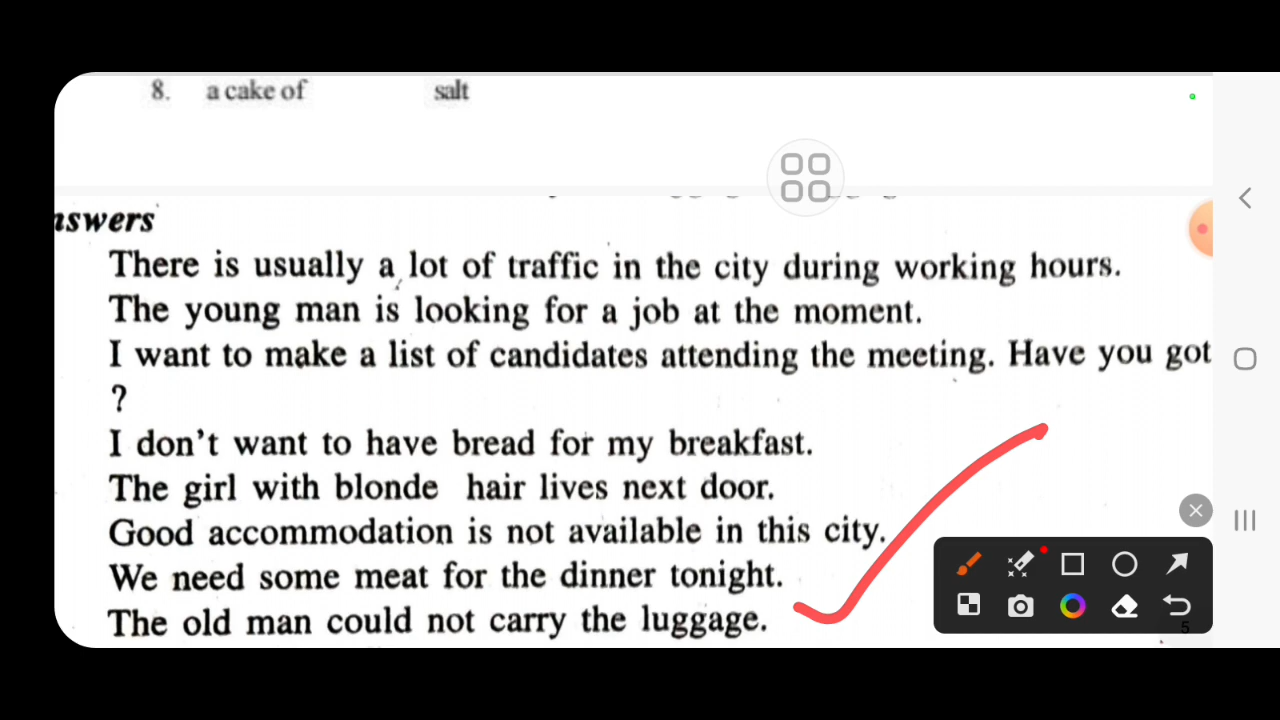 8. a cake of salt
nswers
There is usually a lot of traffic in the city during working hours.
The young man is looking for a job at the moment.
I want to make a list of candidates attending the meeting. Have you got
?
I don't want to have bread for my breakfast.
The girl with blonde hair lives next door.
Good accommodation is not available in this city.
We need some meat for the dinner tonight.
The old man could not carry the luggage.
5